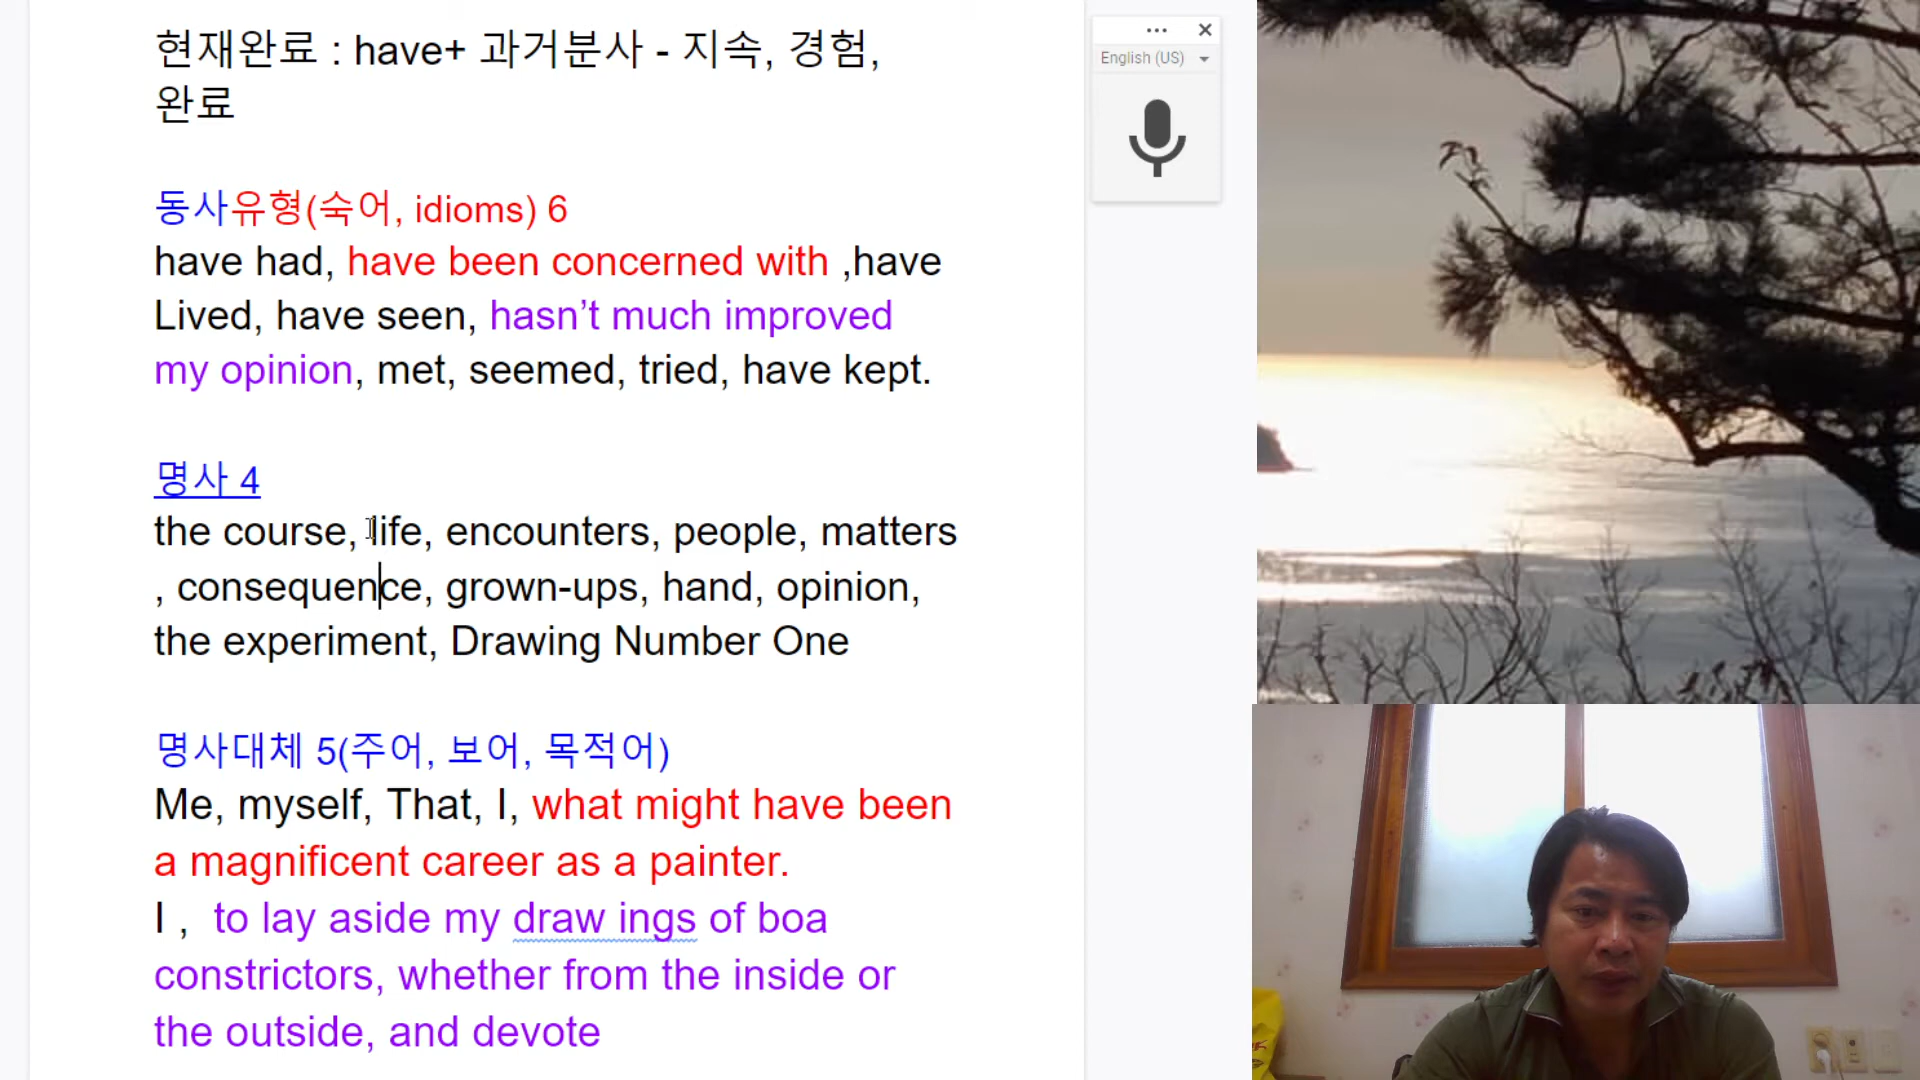 현재완료 : have+ 과거분사 - 지속, 경험,
완료
English (US)
동사유형(숙어, idioms) 6
have had, have been concerned with ,have
Lived, have seen, hasn’t much improved
my opinion, met, seemed, tried, have kept.
명사 4
the course, life, encounters, people, matters
, consequence, grown-ups, hand, opinion,
the experiment, Drawing Number One
명사대체 5(주어, 보어, 목적어)
Me, myself, That, I, what might have been
a magnificent career as a painter.
I , to lay aside my draw ings of boa
constrictors, whether from the inside or
the outside, and devote